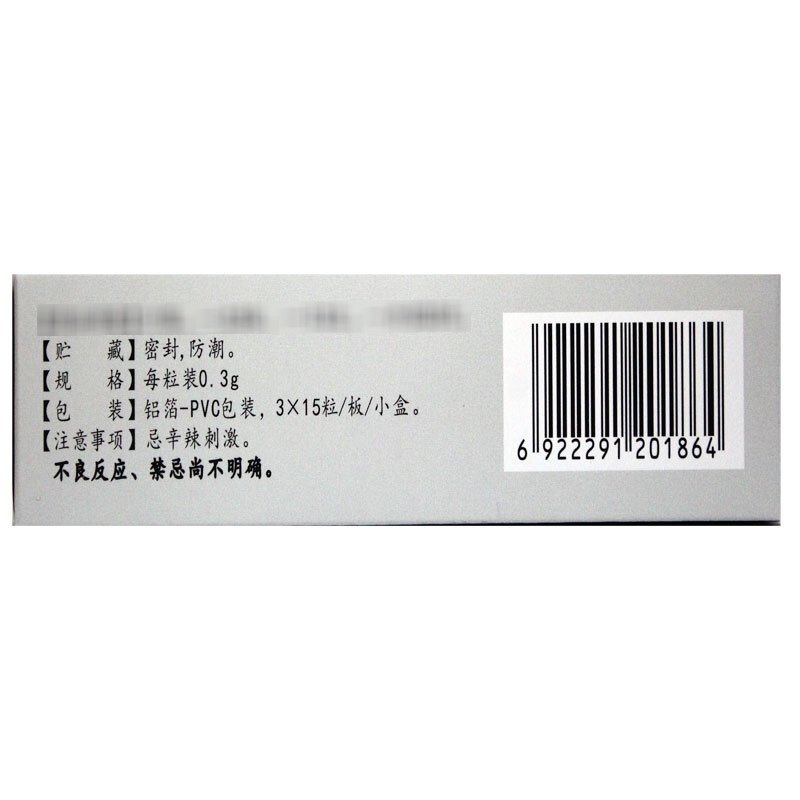 【贮 藏】密封,防潮。
【规 格】每粒装0.3g
【包 装】铝箔-PVC包装, 3×15粒/板/小盒。
【注意事项】忌辛辣刺激。
不良反应、禁忌尚不明确。
6 922291 201864